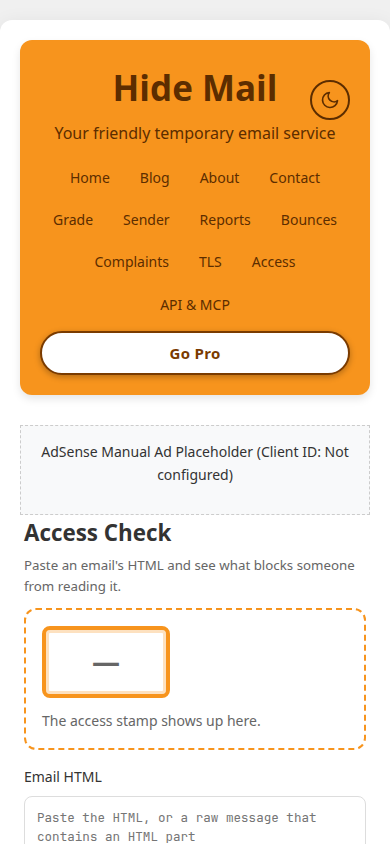 Hide Mail
Your friendly temporary email service
Home Blog About Contact
Grade Sender Reports Bounces
Complaints TLS Access
API & MCP
Go Pro
AdSense Manual Ad Placeholder (Client ID: Not
configured)
Access Check
Paste an email's HTML and see what blocks someone
from reading it.
—
The access stamp shows up here.
Email HTML
Paste the HTML, or a raw message that
contains an HTML part